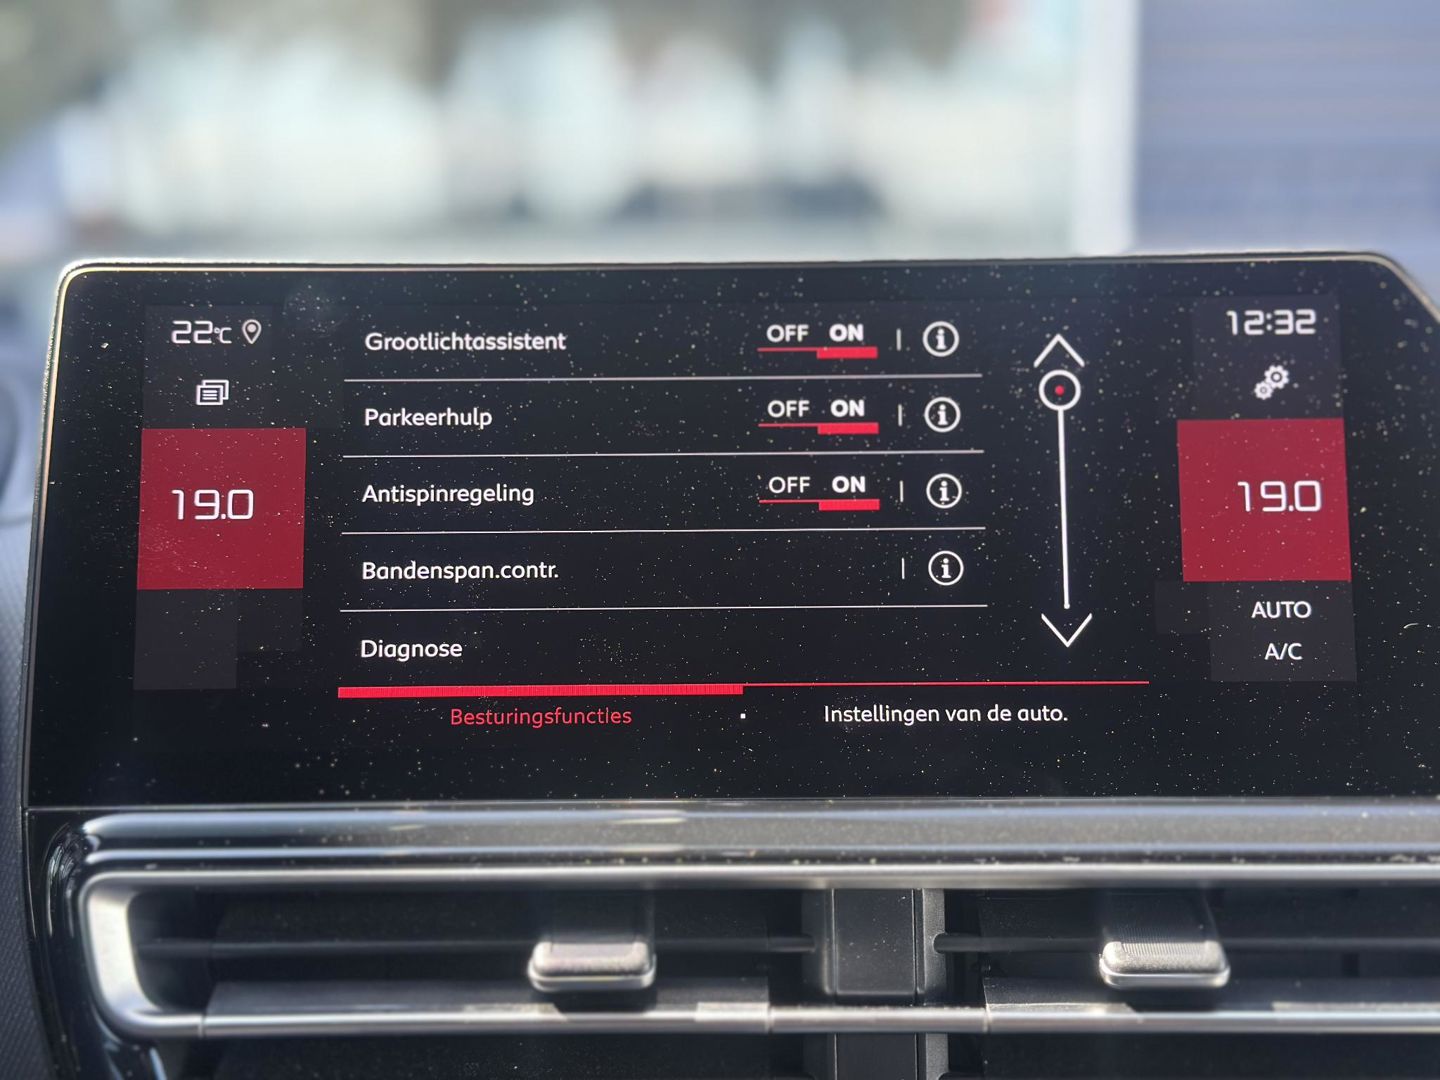 22°C
12:32
Grootlichtassistent OFF ON
Parkeerhulp OFF ON
Antispinregeling OFF ON
Bandenspan.contr.
Diagnose
19.0
19.0
AUTO
A/C
Besturingsfuncties
Instellingen van de auto.